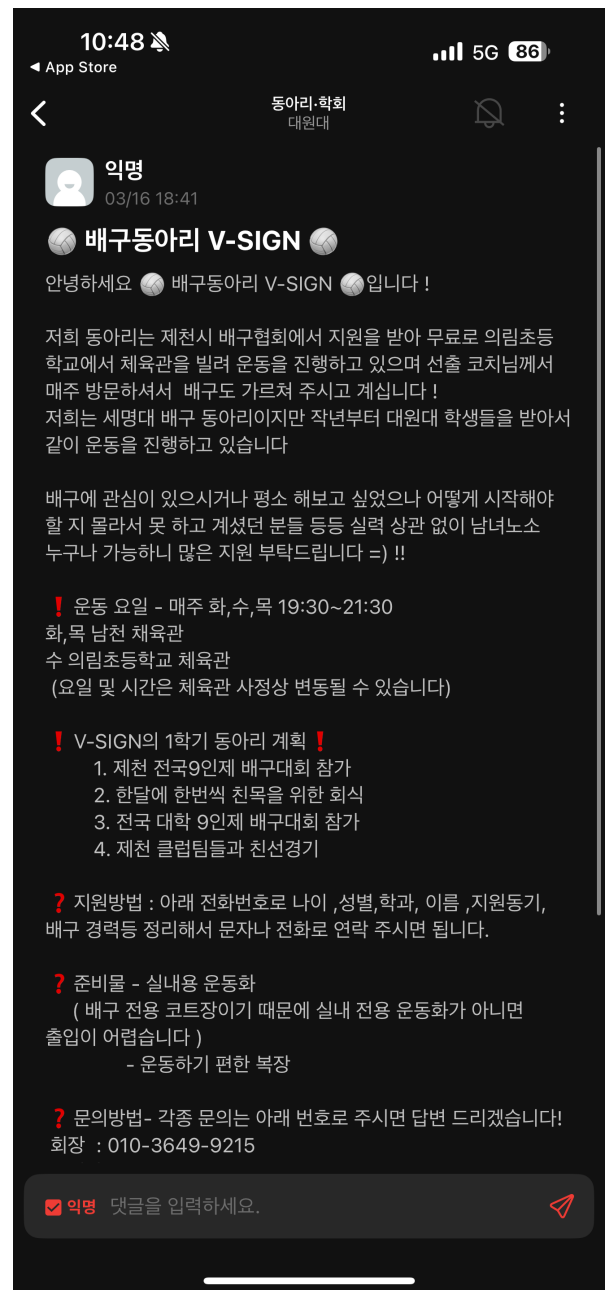 10:48
5G 86
◀ App Store
동아리·학회
대원대
익명
03/16 18:41
🏐 배구동아리 V-SIGN 🏐
안녕하세요 🏐 배구동아리 V-SIGN 🏐입니다 !
저희 동아리는 제천시 배구협회에서 지원을 받아 무료로 의림초등
학교에서 체육관을 빌려 운동을 진행하고 있으며 선출 코치님께서
매주 방문하셔서  배구도 가르쳐 주시고 계십니다 !
저희는 세명대 배구 동아리이지만 작년부터 대원대 학생들을 받아서
같이 운동을 진행하고 있습니다
배구에 관심이 있으시거나 평소 해보고 싶었으나 어떻게 시작해야
할 지 몰라서 못 하고 계셨던 분들 등등 실력 상관 없이 남녀노소
누구나 가능하니 많은 지원 부탁드립니다 =) !!
❗ 운동 요일 - 매주 화,수,목 19:30~21:30
화,목 남천 채육관
수 의림초등학교 체육관
(요일 및 시간은 체육관 사정상 변동될 수 있습니다)
❗ V-SIGN의 1학기 동아리 계획❗
1. 제천 전국9인제 배구대회 참가
2. 한달에 한번씩 친목을 위한 회식
3. 전국 대학 9인제 배구대회 참가
4. 제천 클럽팀들과 친선경기
❓ 지원방법 : 아래 전화번호로 나이 ,성별,학과, 이름 ,지원동기,
배구 경력등 정리해서 문자나 전화로 연락 주시면 됩니다.
❓ 준비물 - 실내용 운동화
( 배구 전용 코트장이기 때문에 실내 전용 운동화가 아니면
출입이 어렵습니다 )
- 운동하기 편한 복장
❓ 문의방법- 각종 문의는 아래 번호로 주시면 답변 드리겠습니다!
회장  : 010-3649-9215
익명 댓글을 입력하세요.